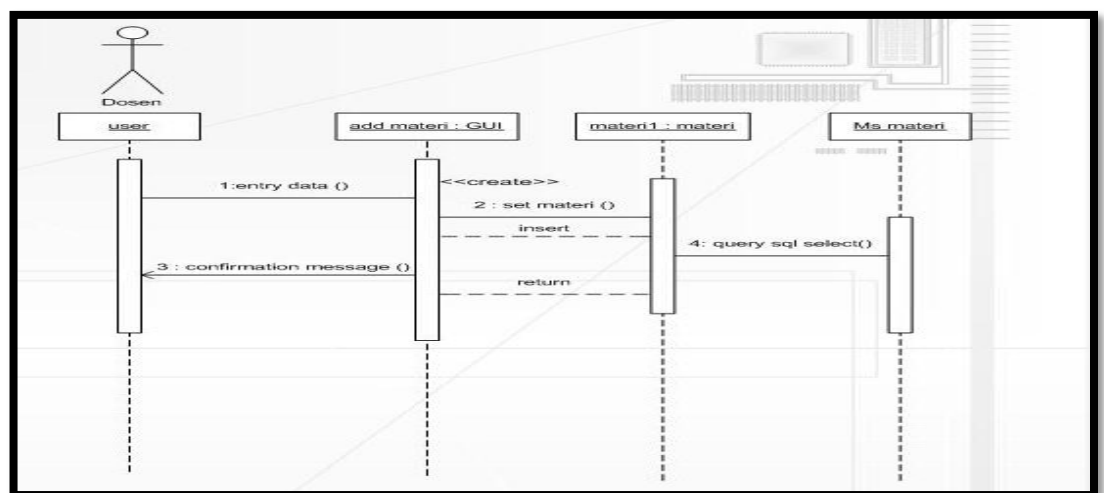 Dosen
user
add materi : GUI
materi1 : materi
Ms materi
1:entry data ()
<<create>>
2 : set materi ()
insert
4: query sql select()
3 : confirmation message ()
return